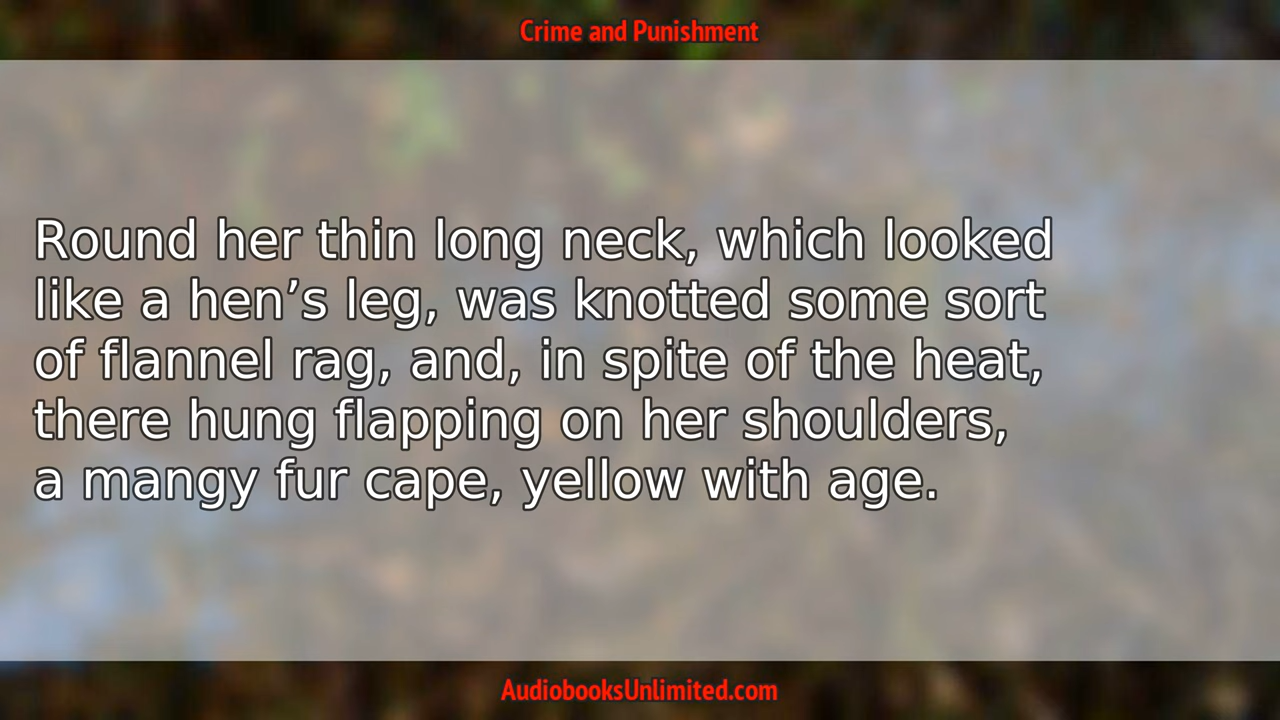 Crime and Punishment
Round her thin long neck, which looked
like a hen’s leg, was knotted some sort
of flannel rag, and, in spite of the heat,
there hung flapping on her shoulders,
a mangy fur cape, yellow with age.
AudiobooksUnlimited.com